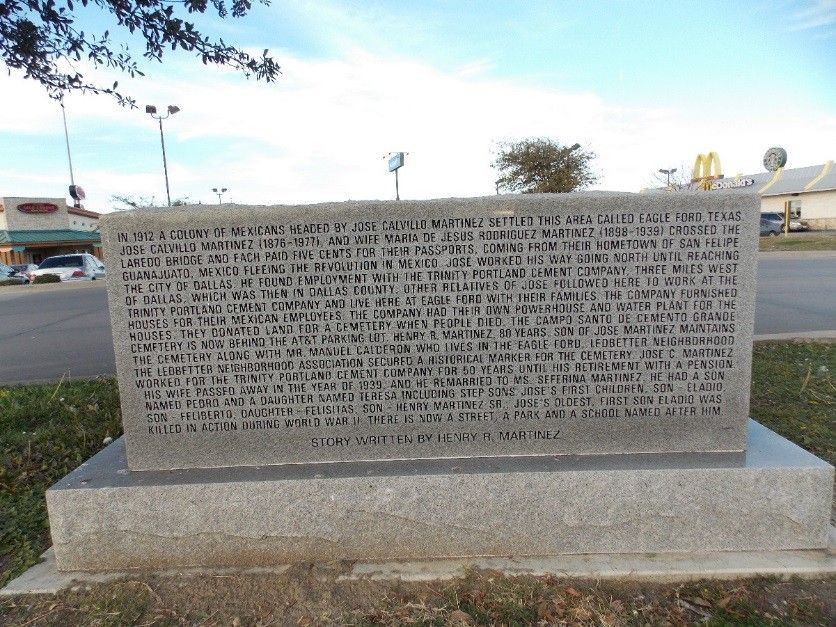 IN 1912 A COLONY OF MEXICANS HEADED BY JOSE CALVILLO MARTINEZ SETTLED THIS AREA CALLED EAGLE FORD, TEXAS.
JOSE CALVILLO MARTINEZ (1876-1977), AND WIFE MARIA DE JESUS RODRIGUEZ MARTINEZ (1898-1939) CROSSED THE
LAREDO BRIDGE AND EACH PAID FIVE CENTS FOR THEIR PASSPORTS, COMING FROM THEIR HOMETOWN OF SAN FELIPE,
GUANAJUATO, MEXICO FLEEING THE REVOLUTION IN MEXICO. JOSE WORKED HIS WAY GOING NORTH UNTIL REACHING
THE CITY OF DALLAS. HE FOUND EMPLOYMENT WITH THE TRINITY PORTLAND CEMENT COMPANY, THREE MILES WEST
OF DALLAS, WHICH WAS THEN IN DALLAS COUNTY. OTHER RELATIVES OF JOSE FOLLOWED HERE TO WORK AT THE
TRINITY PORTLAND CEMENT COMPANY AND LIVE HERE AT EAGLE FORD WITH THEIR FAMILIES. THE COMPANY FURNISHED
HOUSES FOR THEIR MEXICAN EMPLOYEES. THE COMPANY HAD THEIR OWN POWERHOUSE AND WATER PLANT FOR THE
HOUSES. THEY DONATED LAND FOR A CEMETERY WHEN PEOPLE DIED. THE CAMPO SANTO DE CEMENTO GRANDE
CEMETERY IS NOW BEHIND THE AT&T PARKING LOT. HENRY R. MARTINEZ, 80 YEARS, SON OF JOSE MARTINEZ MAINTAINS
THE CEMETERY ALONG WITH MR. MANUEL CALDERON WHO LIVES IN THE EAGLE FORD, LEDBETTER NEIGHBORHOOD
THE LEDBETTER NEIGHBORHOOD ASSOCIATION SECURED A HISTORICAL MARKER FOR THE CEMETERY. JOSE C. MARTINEZ
WORKED FOR THE TRINITY PORTLAND CEMENT COMPANY FOR 50 YEARS UNTIL HIS RETIREMENT WITH A PENSION
HIS WIFE PASSED AWAY IN THE YEAR OF 1939, AND HE REMARRIED TO MS. SEFERINA MARTINEZ. HE HAD A SON
NAMED PEDRO AND A DAUGHTER NAMED TERESA INCLUDING STEP SONS JOSE'S FIRST CHILDREN, SON - ELADIO,
SON - FELIBERTO, DAUGHTER - FELISITAS, SON - HENRY MARTINEZ SR., JOSE'S OLDEST, FIRST SON ELADIO WAS
KILLED IN ACTION DURING WORLD WAR II. THERE IS NOW A STREET, A PARK AND A SCHOOL NAMED AFTER HIM.
STORY WRITTEN BY HENRY R. MARTINEZ
McDonald's